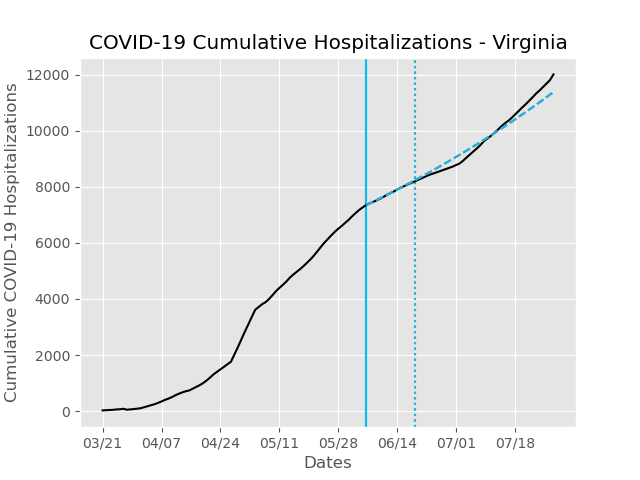 COVID-19 Cumulative Hospitalizations - Virginia
Cumulative COVID-19 Hospitalizations
12000
10000
8000
6000
4000
2000
0
03/21 04/07 04/24 05/11 05/28 06/14 07/01 07/18
Dates